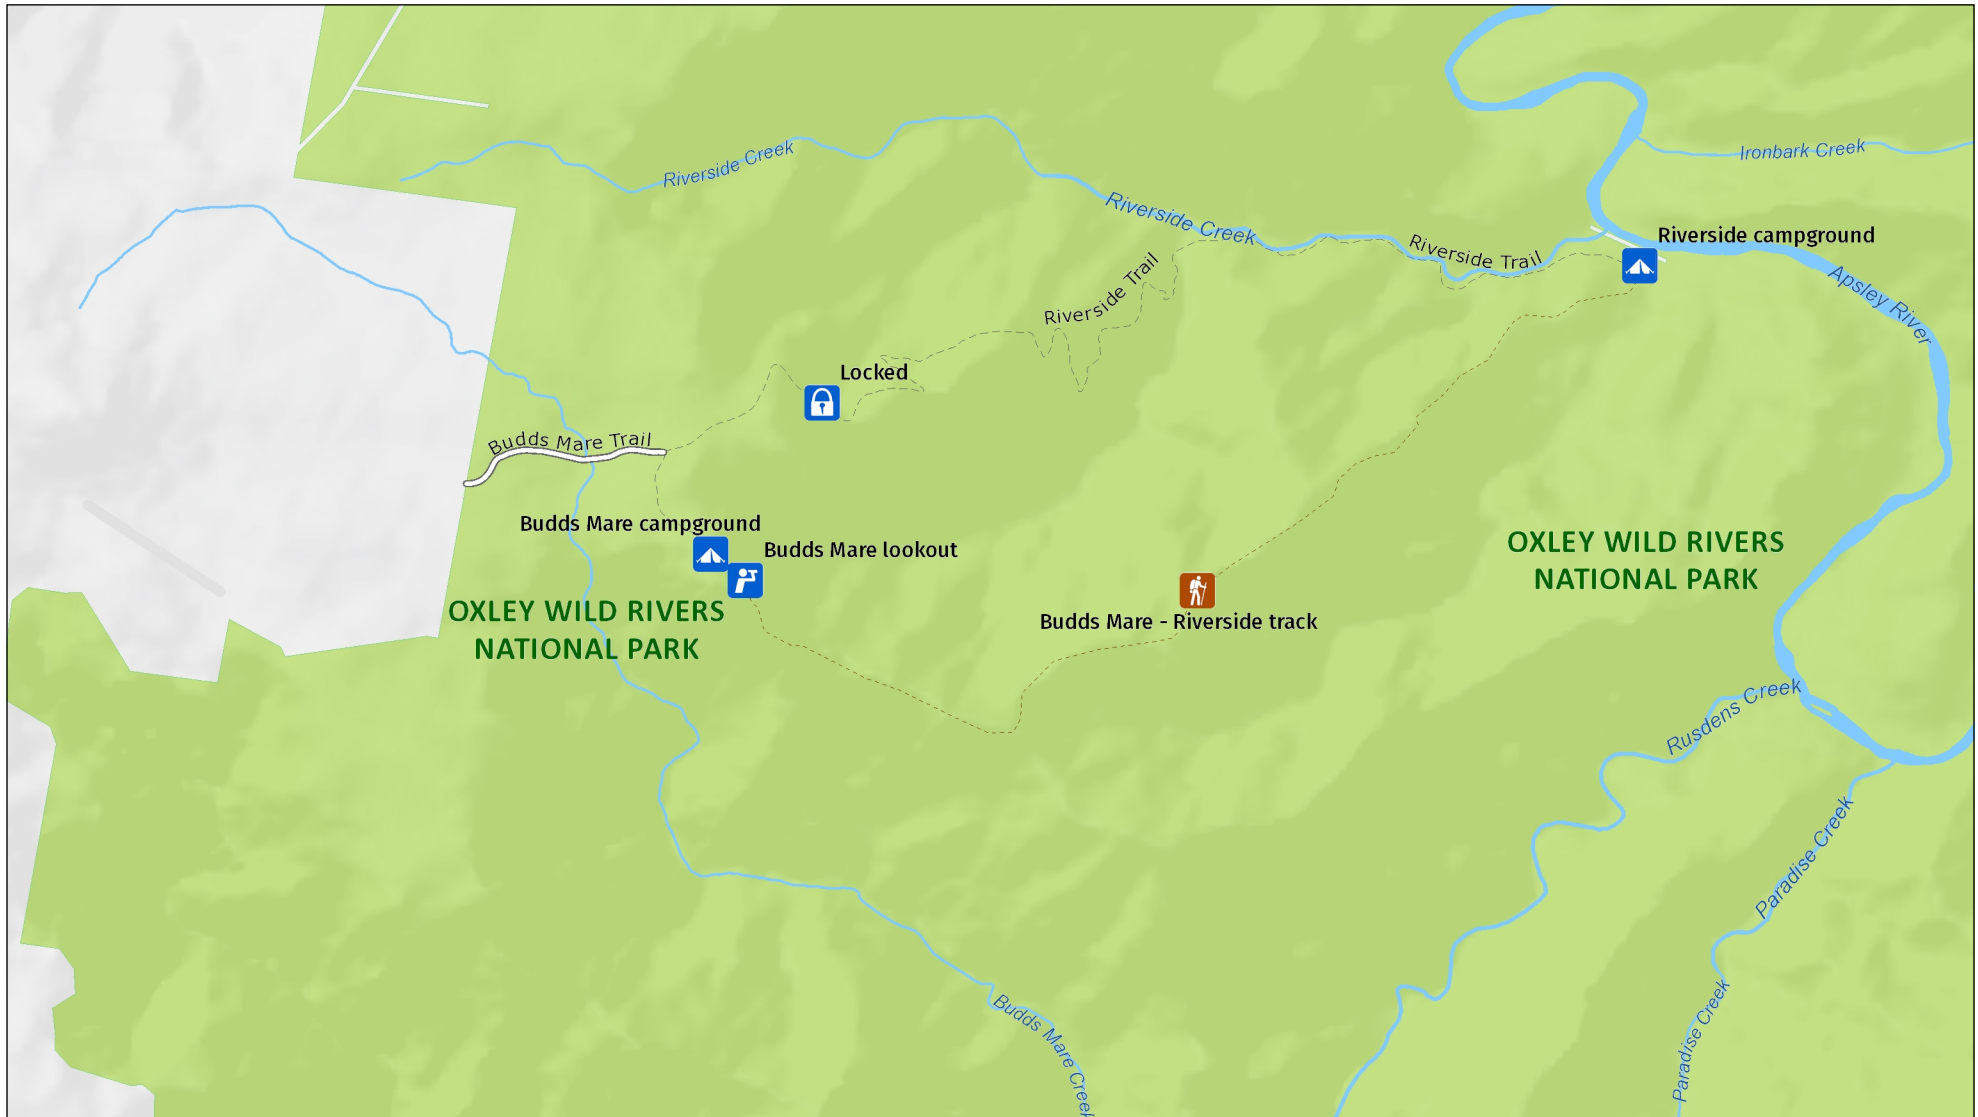 Riverside Creek
Ironbark Creek
Riverside Creek
Riverside Trail
Riverside campground
Riverside Trail
Apsley River
Locked
Budds Mare Trail
Budds Mare campground
Budds Mare lookout
OXLEY WILD RIVERS
NATIONAL PARK
OXLEY WILD RIVERS
NATIONAL PARK
Budds Mare - Riverside track
Rusdens Creek
Paradise Creek
Budds Mare Creek
Paradise Creek